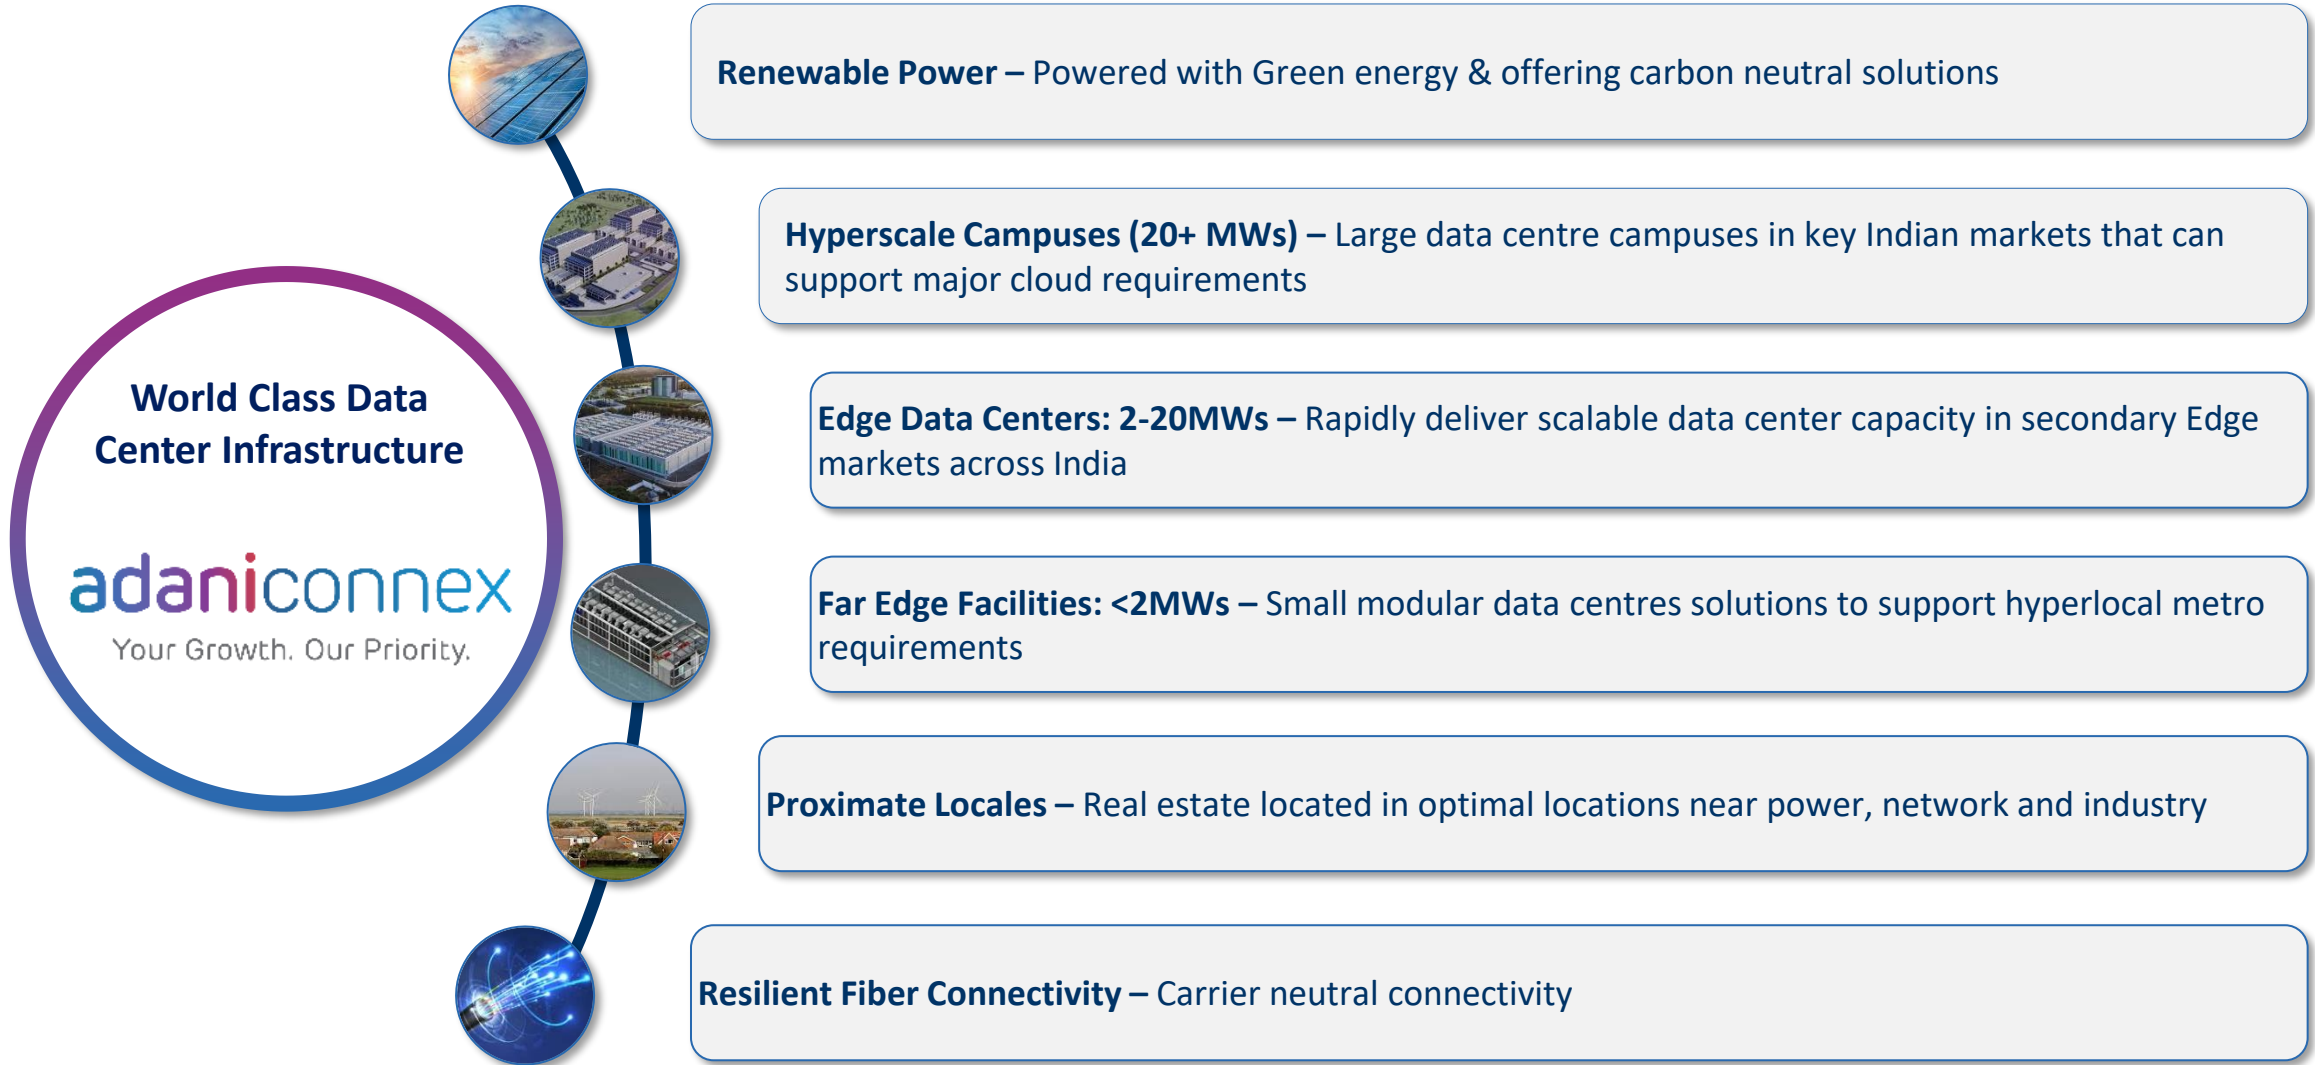 World Class Data
Center Infrastructure
adaniconnex
Your Growth. Our Priority.
Renewable Power – Powered with Green energy & offering carbon neutral solutions
Hyperscale Campuses (20+ MWs) – Large data centre campuses in key Indian markets that can
support major cloud requirements
Edge Data Centers: 2-20MWs – Rapidly deliver scalable data center capacity in secondary Edge
markets across India
Far Edge Facilities: <2MWs – Small modular data centres solutions to support hyperlocal metro
requirements
Proximate Locales – Real estate located in optimal locations near power, network and industry
Resilient Fiber Connectivity – Carrier neutral connectivity